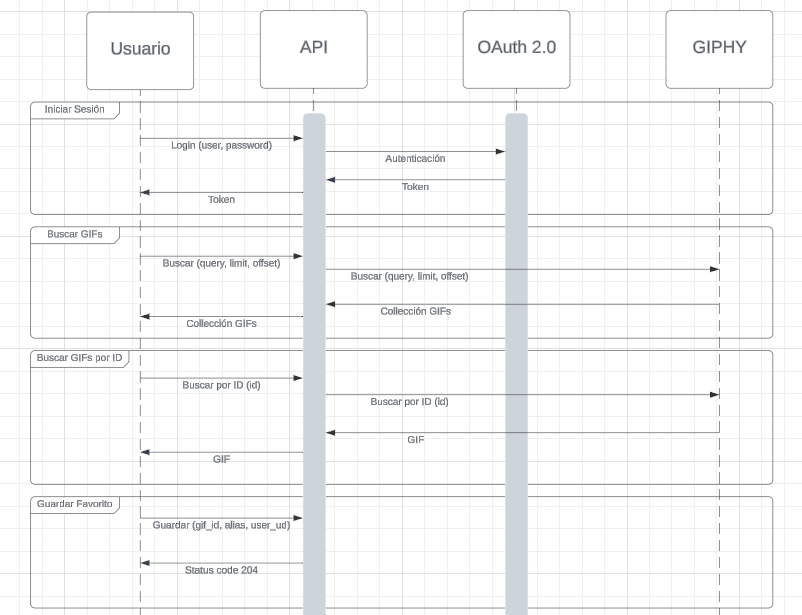 Usuario
API
OAuth 2.0
GIPHY
Iniciar Sesión
Login (user, password)
Autenticación
Token
Token
Buscar GIFs
Buscar (query, limit, offset)
Buscar (query, limit, offset)
Collección GIFs
Collección GIFs
Buscar GIFs por ID
Buscar por ID (id)
Buscar por ID (id)
GIF
GIF
Guardar Favorito
Guardar (gif_id, alias, user_ud)
Status code 204